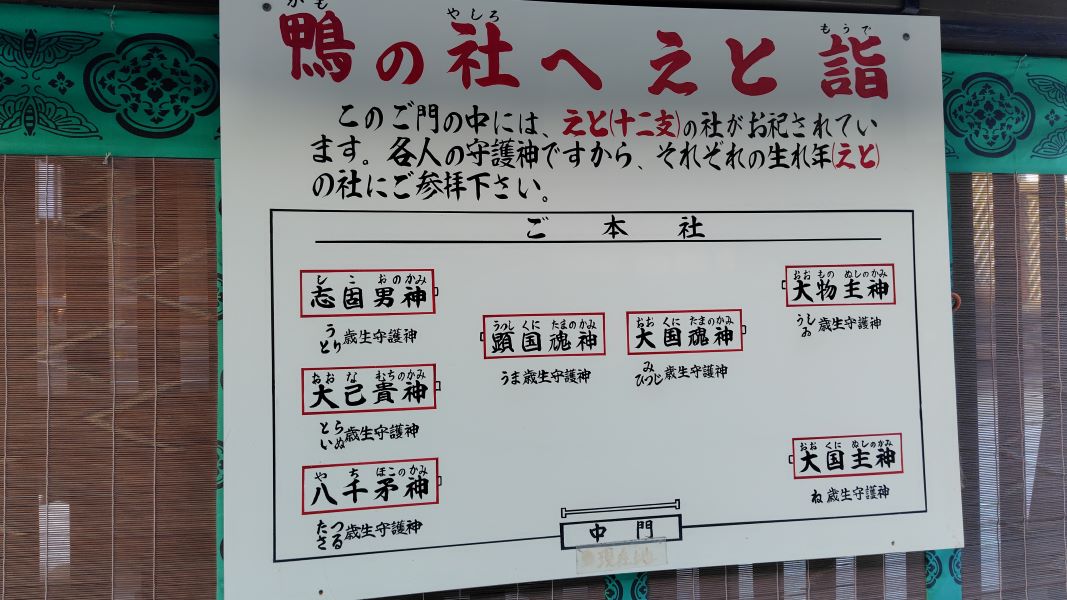 かも やしろ もうで
鴨の社へえと詣
このご門の中には、えと(十二支)の社がお祀されてい
ます。各人の守護神ですから、それぞれの生れ年(えと)
の社にご参拝下さい。
ご本社
しこおのかみ
志固男神
う
とり歳生守護神
おおなむちのかみ
大己貴神
とら
いぬ歳生守護神
やちほこのかみ
八千矛神
たつ
さる歳生守護神
うつしくにたまのかみ
顕国魂神
うま歳生守護神
おおくにたまのかみ
大国魂神
み
ひつじ歳生守護神
おおものぬしのかみ
大物主神
うし
歳生守護神
おおくにぬしのかみ
大国主神
ね歳生守護神
中門
現在地